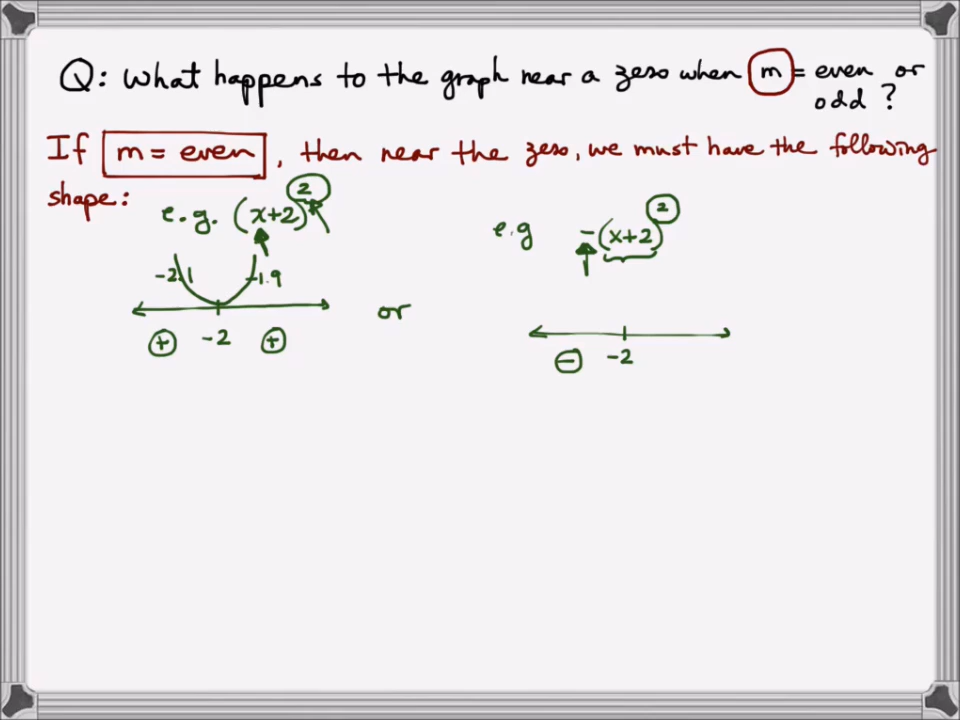 Q: What happens to the graph near a zero when m = even or
odd ?
If m = even , then near the zero, we must have the following
shape:
e.g. (x+2)²
e.g -(x+2)²
-2.1 -1.9
or
+ -2 +
- -2